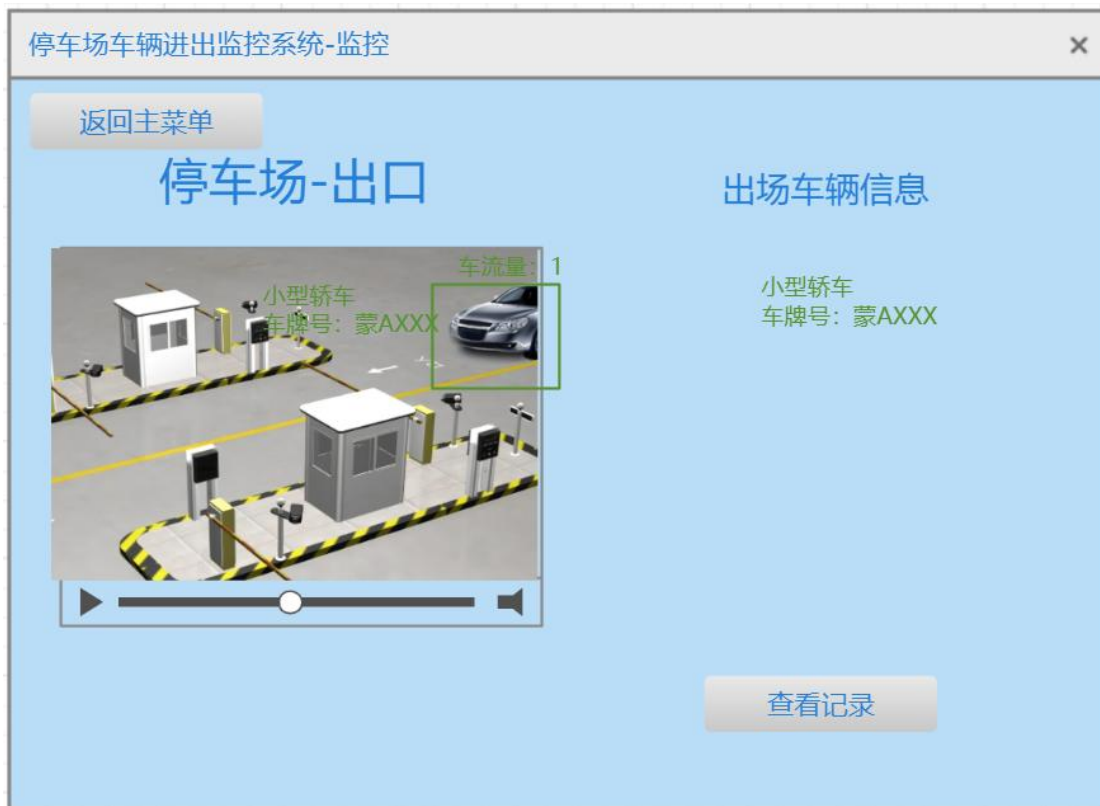 停车场车辆进出监控系统-监控
返回主菜单
停车场-出口
出场车辆信息
车流量：1
小型轿车
车牌号：蒙AXXX
小型轿车
车牌号：蒙AXXX
查看记录